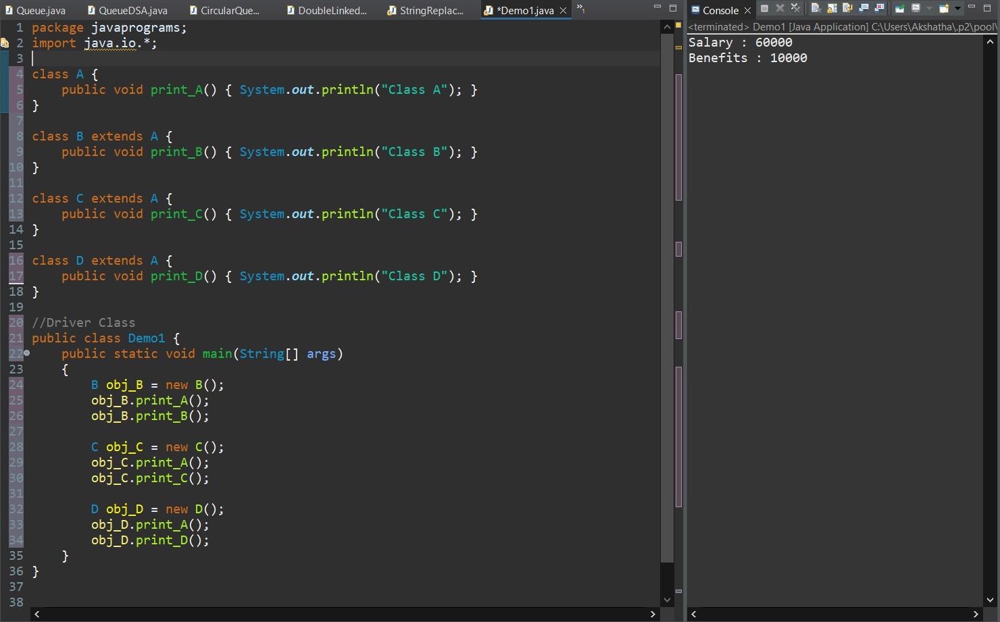 Queue.java QueueDSA.java CircularQue... DoubleLinked... StringReplac... *Demo1.java »1
Console
<terminated> Demo1 [Java Application] C:\Users\Akshatha\.p2\pool\
1 package javaprograms;
2 import java.io.*;
3
4 class A {
5 public void print_A() { System.out.println("Class A"); }
6 }
7
8 class B extends A {
9 public void print_B() { System.out.println("Class B"); }
10 }
11
12 class C extends A {
13 public void print_C() { System.out.println("Class C"); }
14 }
15
16 class D extends A {
17 public void print_D() { System.out.println("Class D"); }
18 }
19
20 //Driver Class
21 public class Demo1 {
22 public static void main(String[] args)
23 {
24 B obj_B = new B();
25 obj_B.print_A();
26 obj_B.print_B();
27
28 C obj_C = new C();
29 obj_C.print_A();
30 obj_C.print_C();
31
32 D obj_D = new D();
33 obj_D.print_A();
34 obj_D.print_D();
35 }
36 }
37
38
Salary : 60000
Benefits : 10000